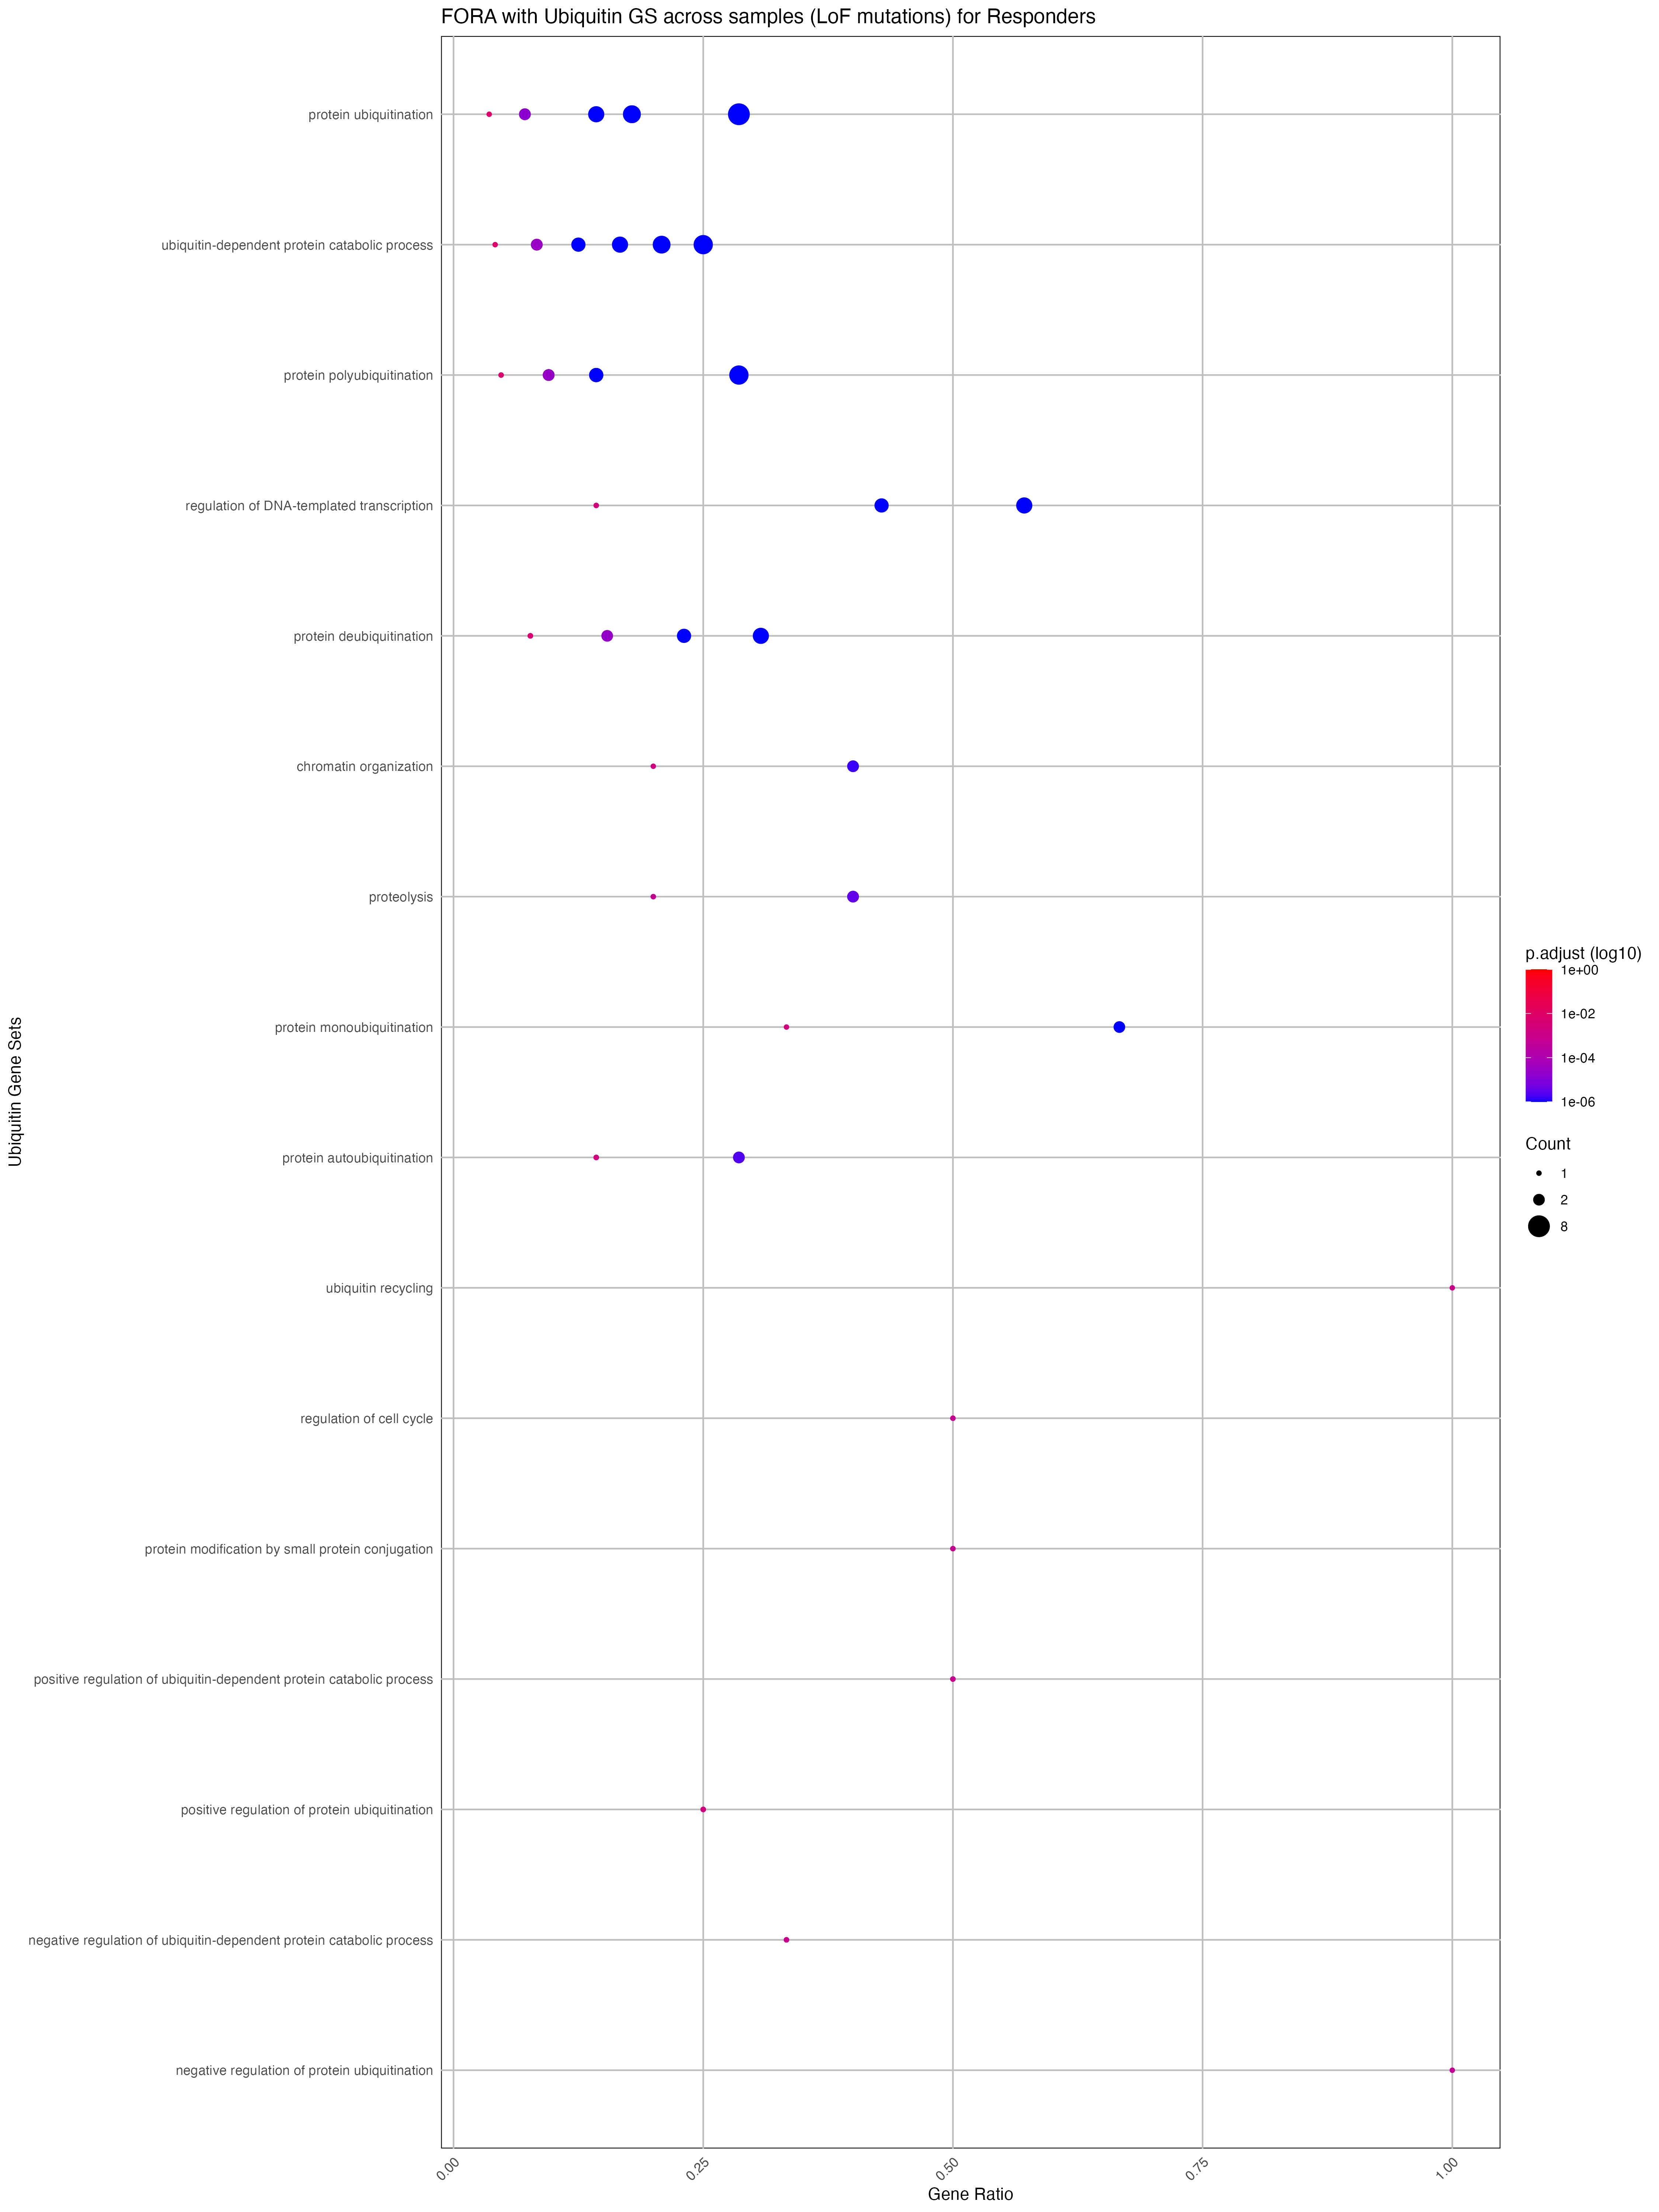 FORA with Ubiquitin GS across samples (LoF mutations) for Responders
protein ubiquitination
ubiquitin-dependent protein catabolic process
protein polyubiquitination
regulation of DNA-templated transcription
protein deubiquitination
chromatin organization
proteolysis
protein monoubiquitination
protein autoubiquitination
ubiquitin recycling
regulation of cell cycle
protein modification by small protein conjugation
positive regulation of ubiquitin-dependent protein catabolic process
positive regulation of protein ubiquitination
negative regulation of ubiquitin-dependent protein catabolic process
negative regulation of protein ubiquitination
Ubiquitin Gene Sets
0.00
0.25
0.50
0.75
1.00
Gene Ratio
p.adjust (log10)
1e+00
1e-02
1e-04
1e-06
Count
1
2
8